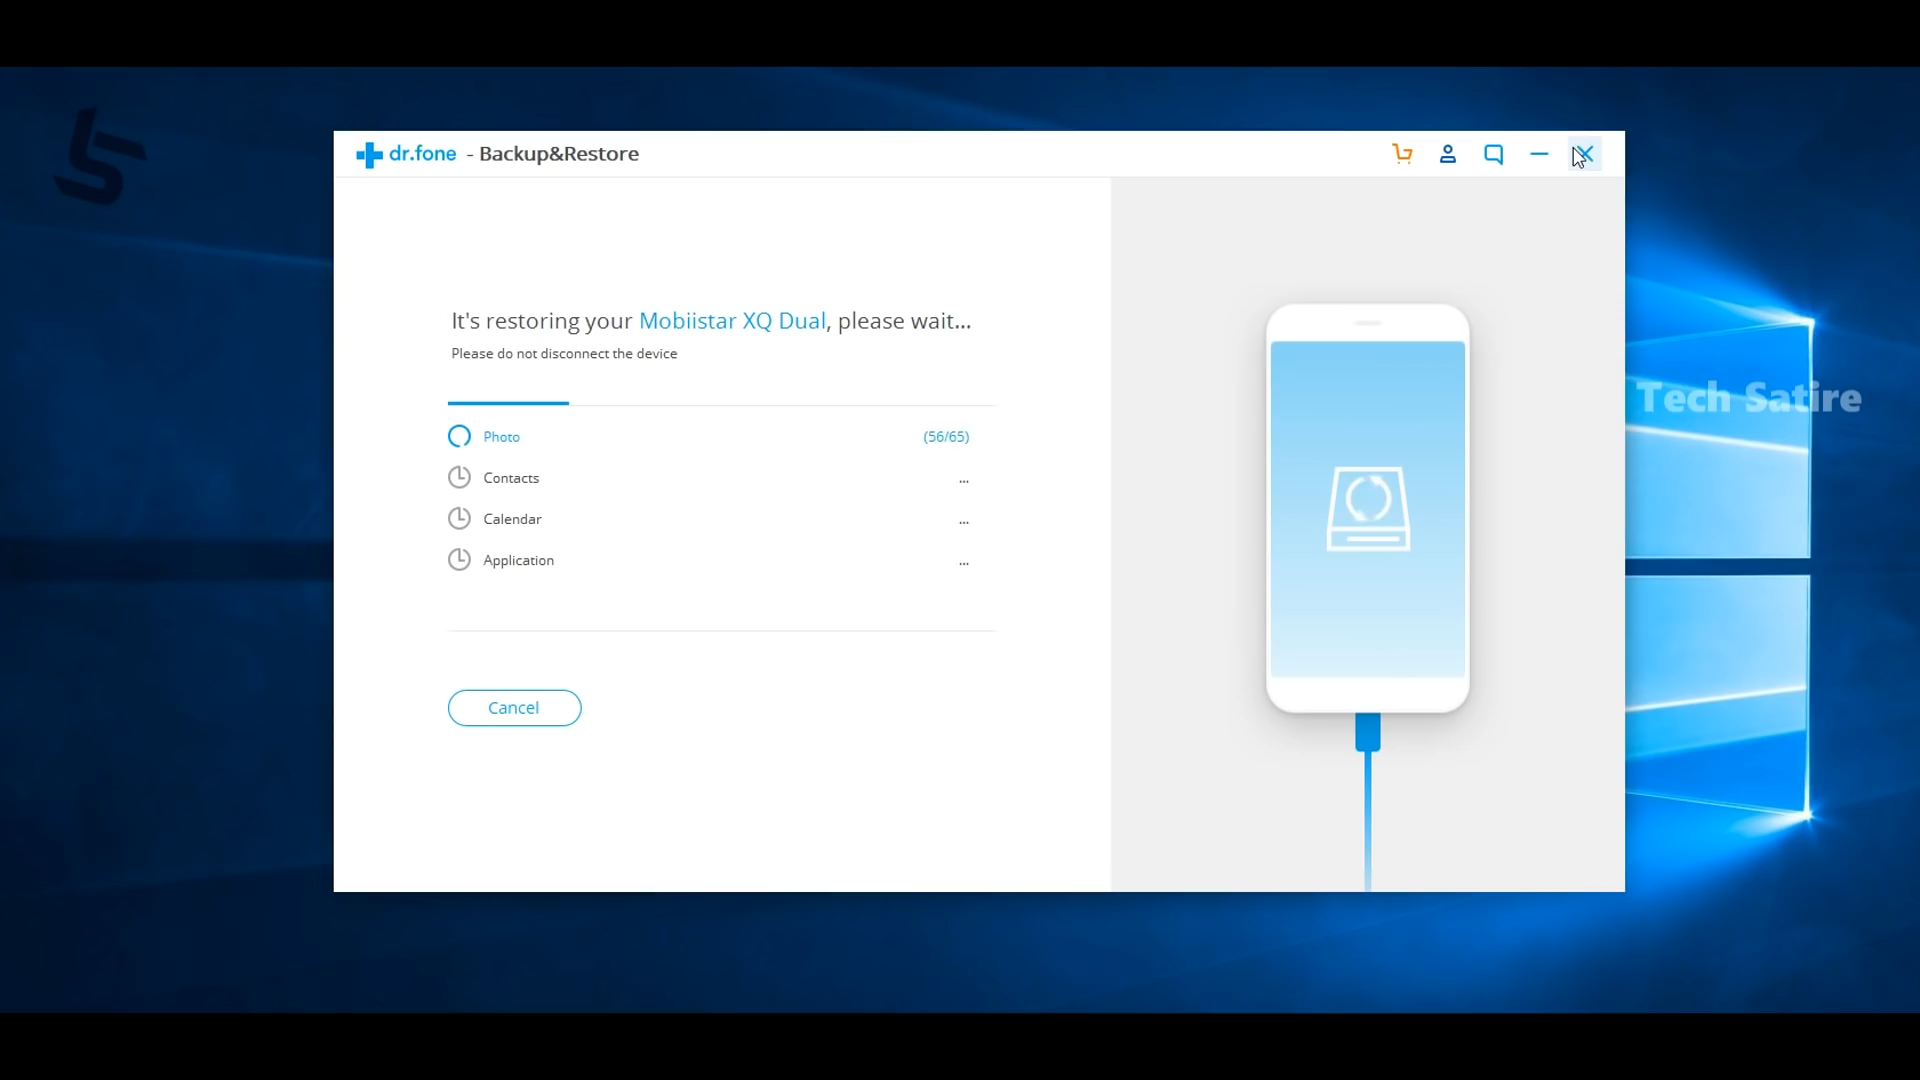 dr.fone - Backup&Restore
It's restoring your Mobiistar XQ Dual, please wait...
Please do not disconnect the device
Photo (56/65)
Contacts ...
Calendar ...
Application ...
Cancel
Tech Satire